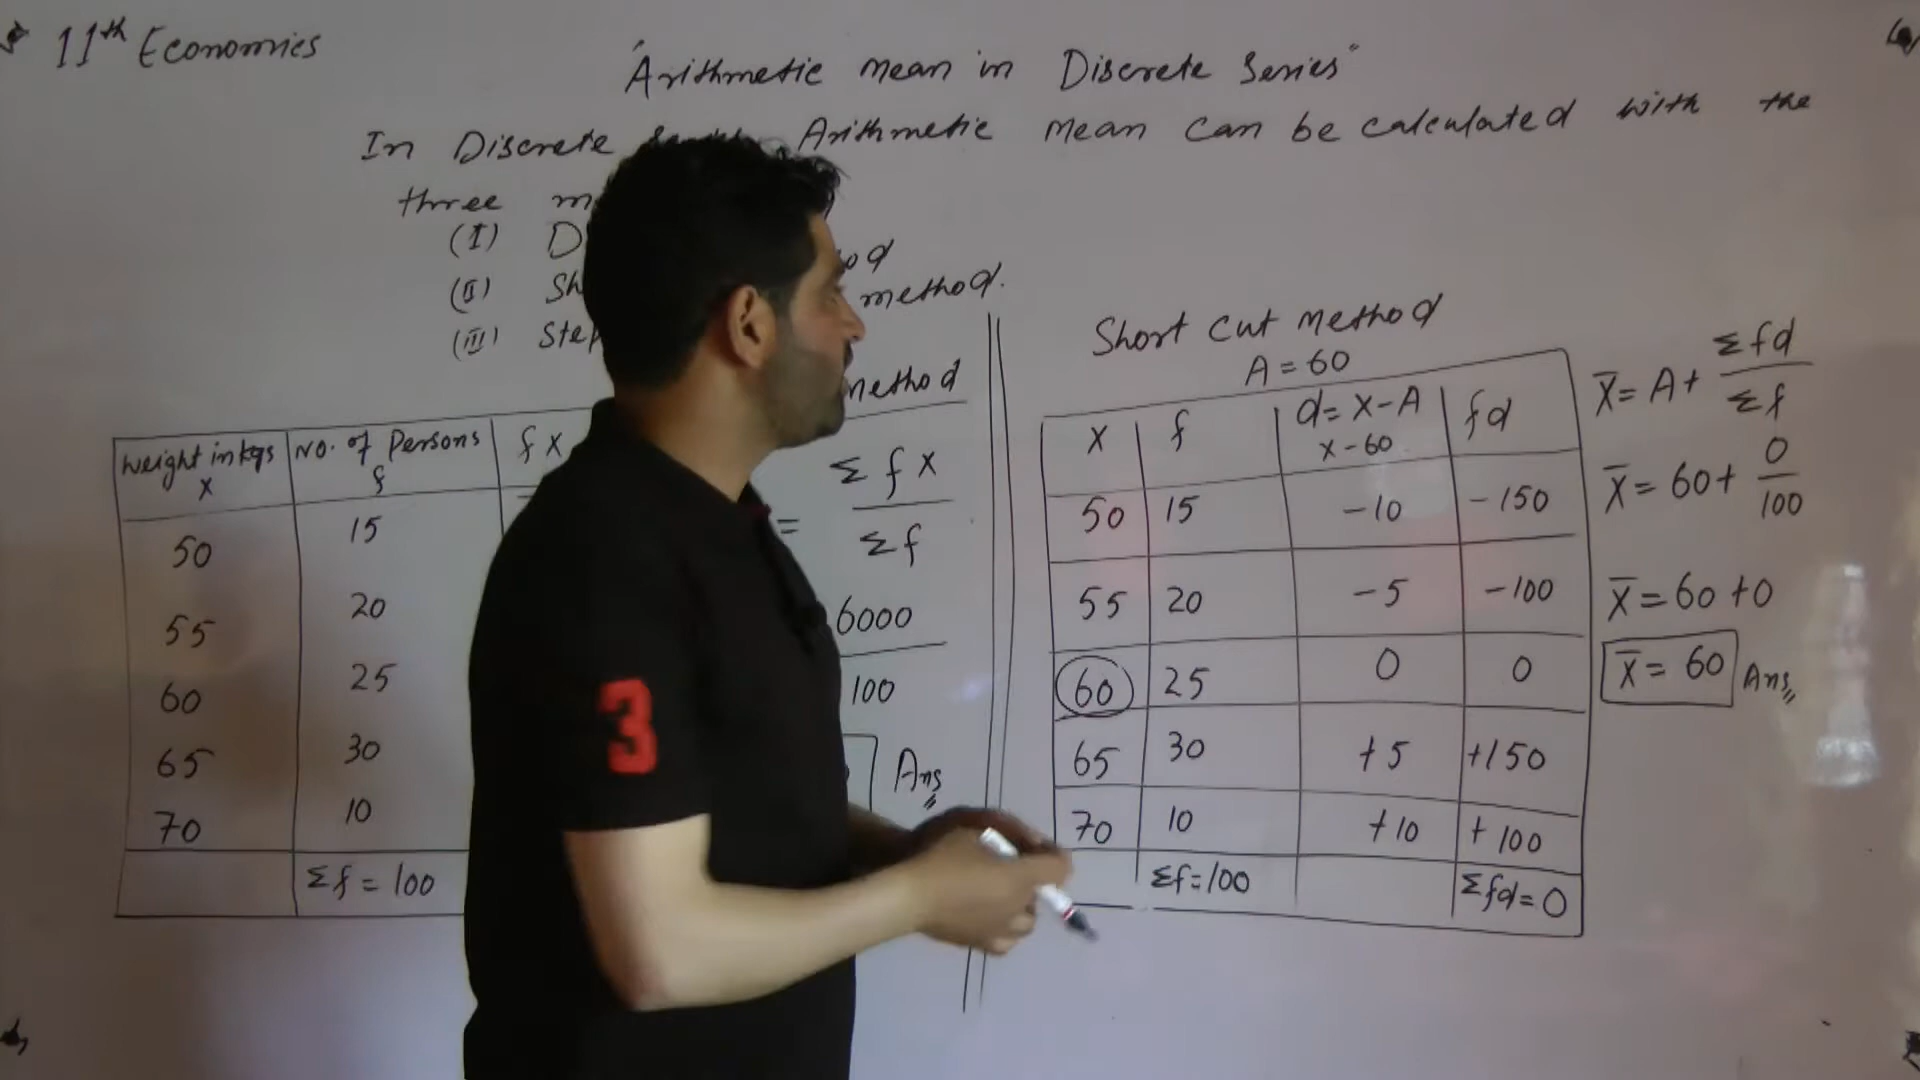 11th Economics
"Arithmetic mean in Discrete Series"
In Discrete Arithmetic mean can be calculated with the
three
(I)
(II) method.
(III) Step
method
weight in kgs X | No. of Persons f | f X
50 15
55 20
60 25
65 30
70 10
Σf = 100
= Σ f X / Σ f
6000 / 100
Ans
Short Cut Method
A = 60
X | f | d = X - A X - 60 | fd
50 15 -10 -150
55 20 -5 -100
60 25 0 0
65 30 +5 +150
70 10 +10 +100
Σf = 100 Σfd = 0
X̄ = A + Σfd / Σf
X̄ = 60 + 0 / 100
X̄ = 60 + 0
X̄ = 60 Ans
3